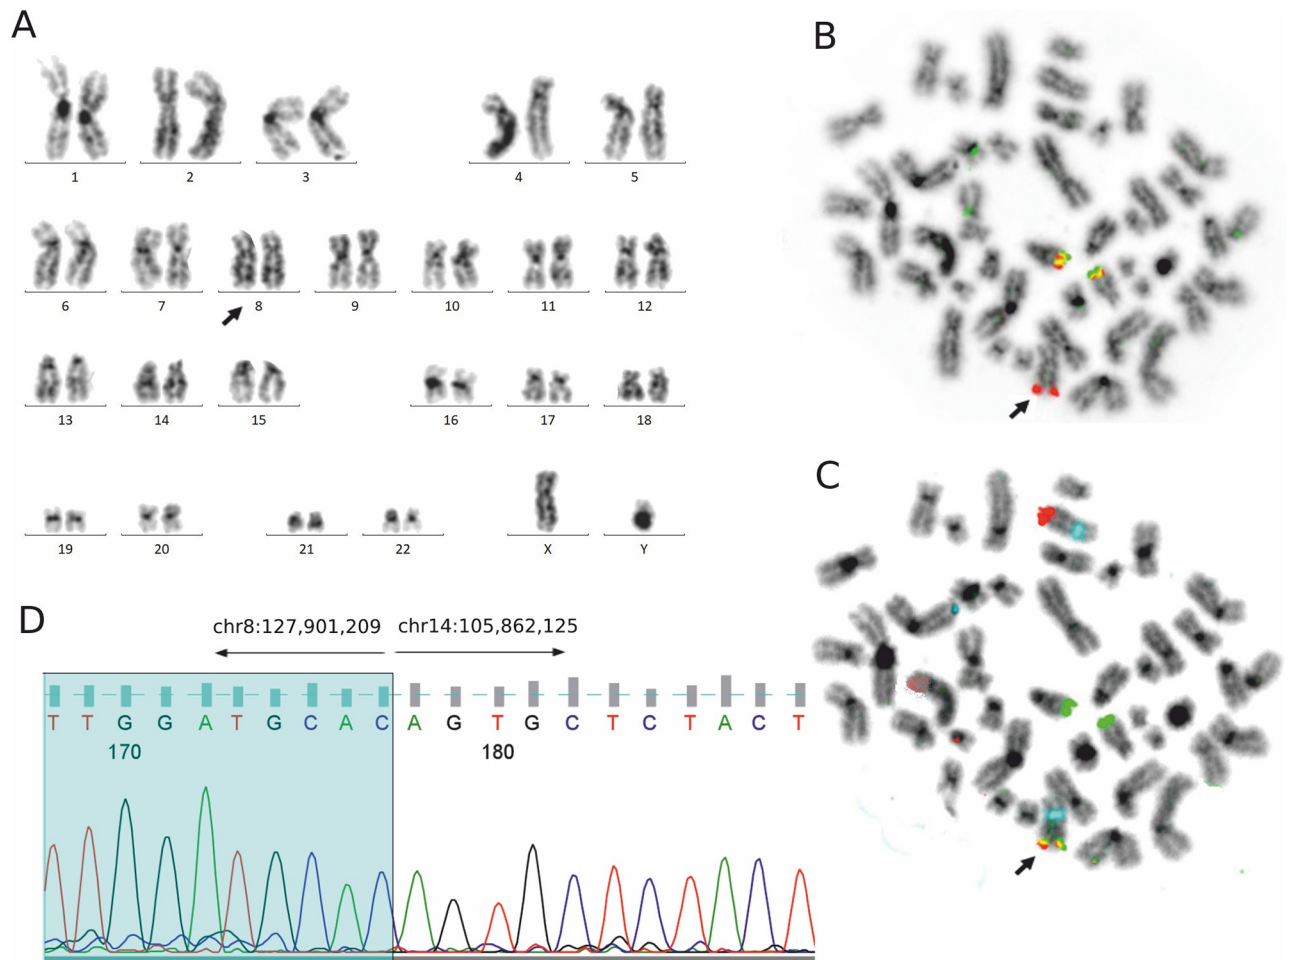 A
1 2 3 4 5
6 7 8 9 10 11 12
13 14 15 16 17 18
19 20 21 22 X Y
B
C
D
chr8:127,901,209 chr14:105,862,125
T T G G A T G C A C A G T G C T C T A C T
170 180